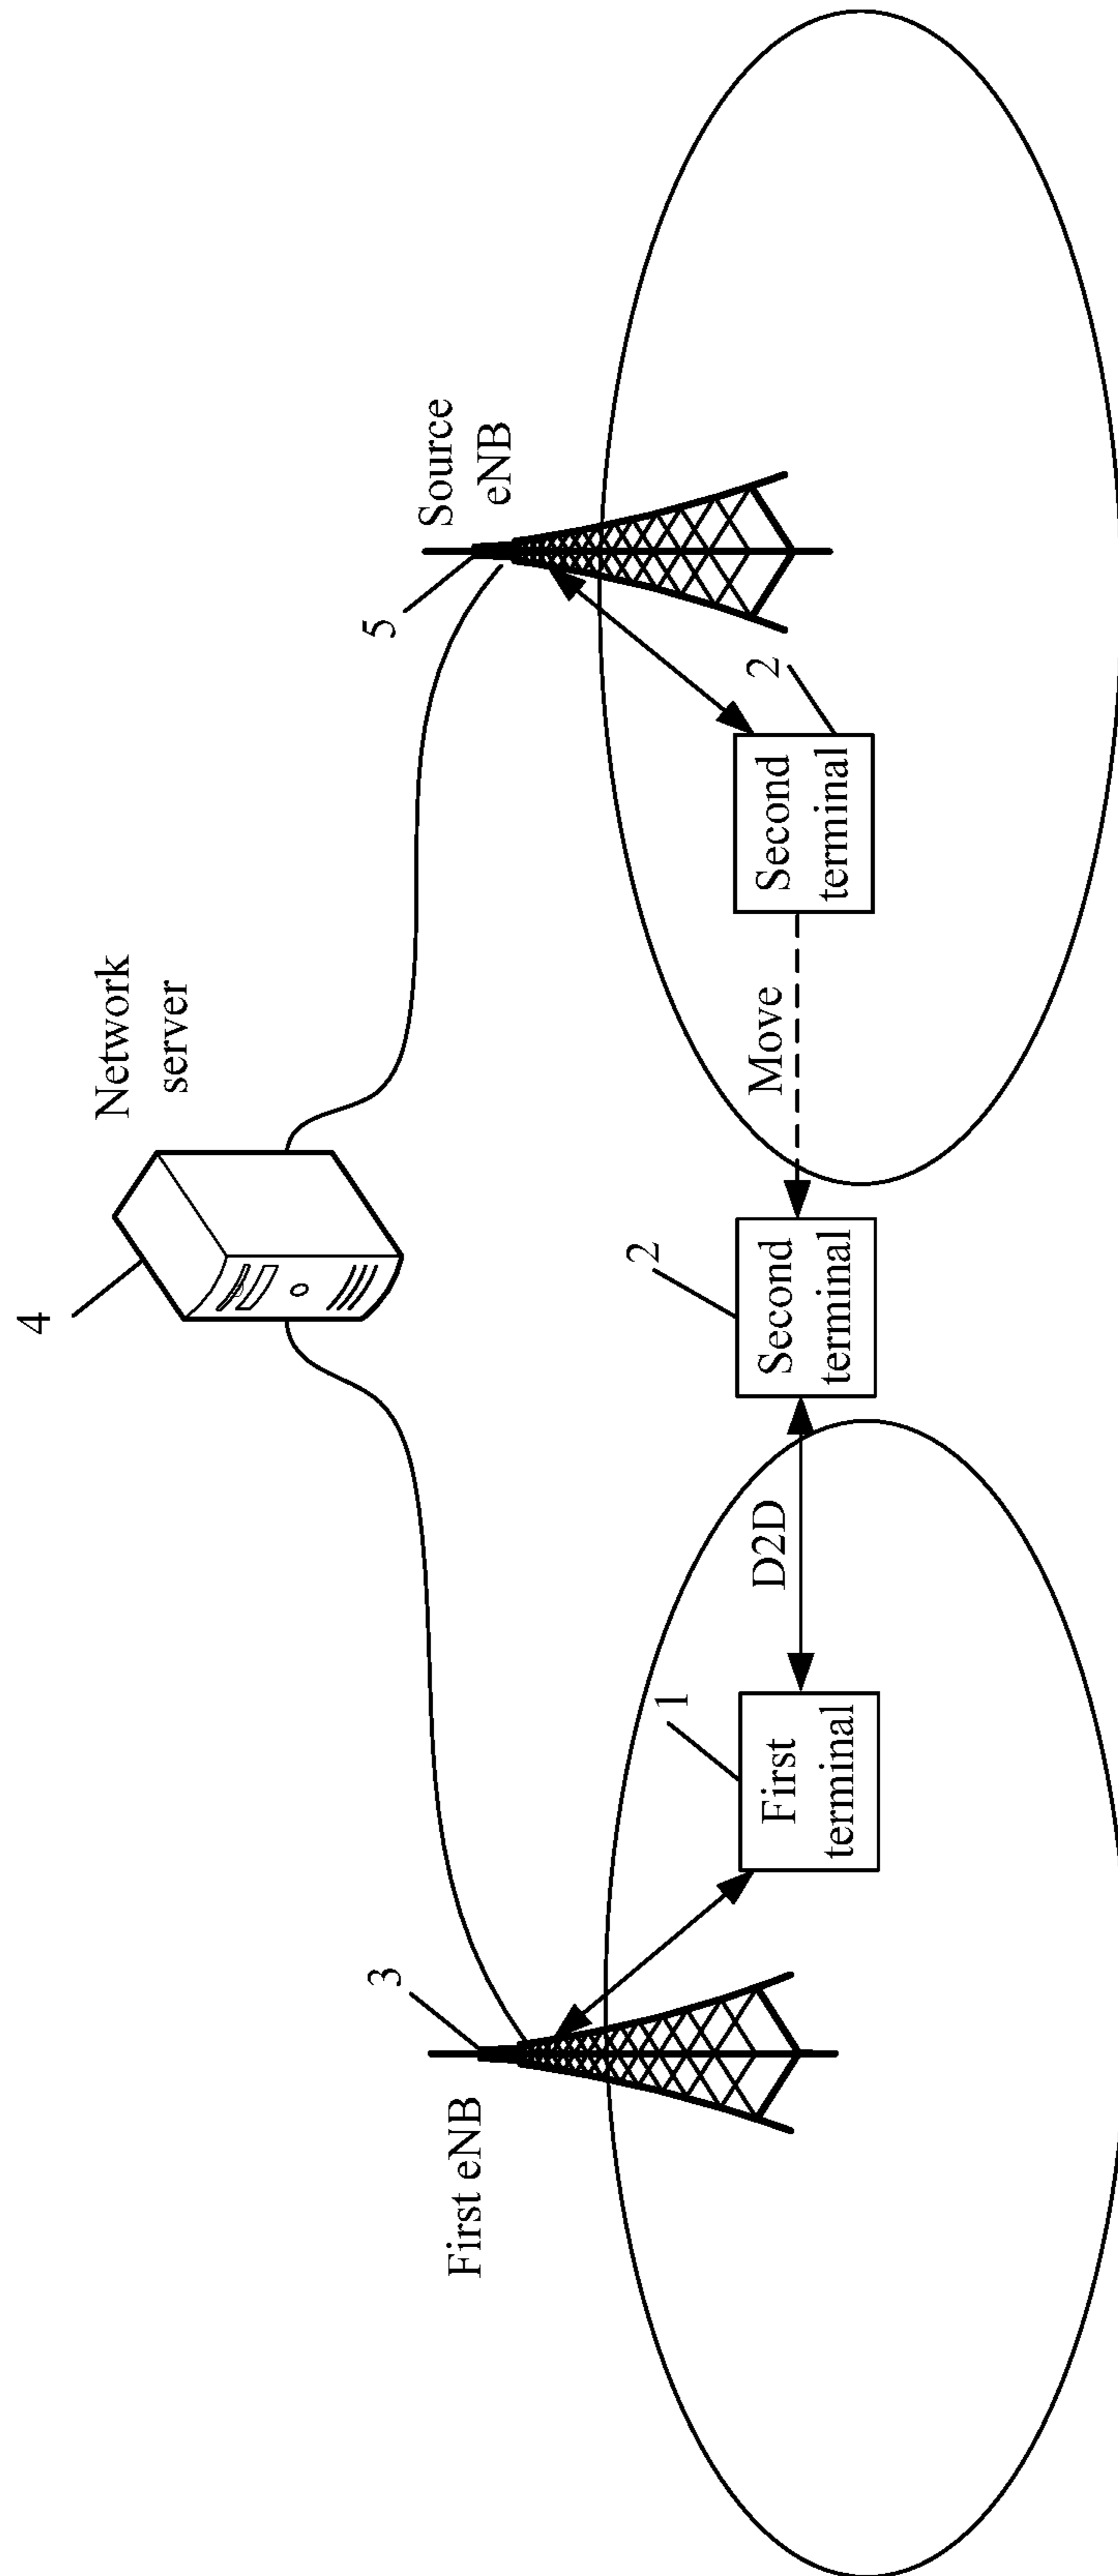 4
Network
server
3
First eNB
5
Source
eNB
1
First
terminal
D2D
2
Second
terminal
Move
2
Second
terminal